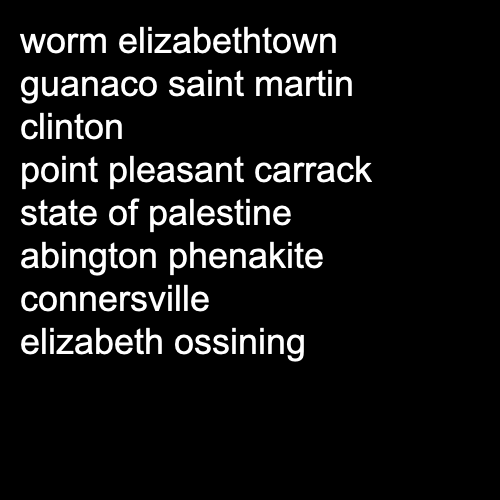 worm elizabethtown
guanaco saint martin
clinton
point pleasant carrack
state of palestine
abington phenakite
connersville
elizabeth ossining